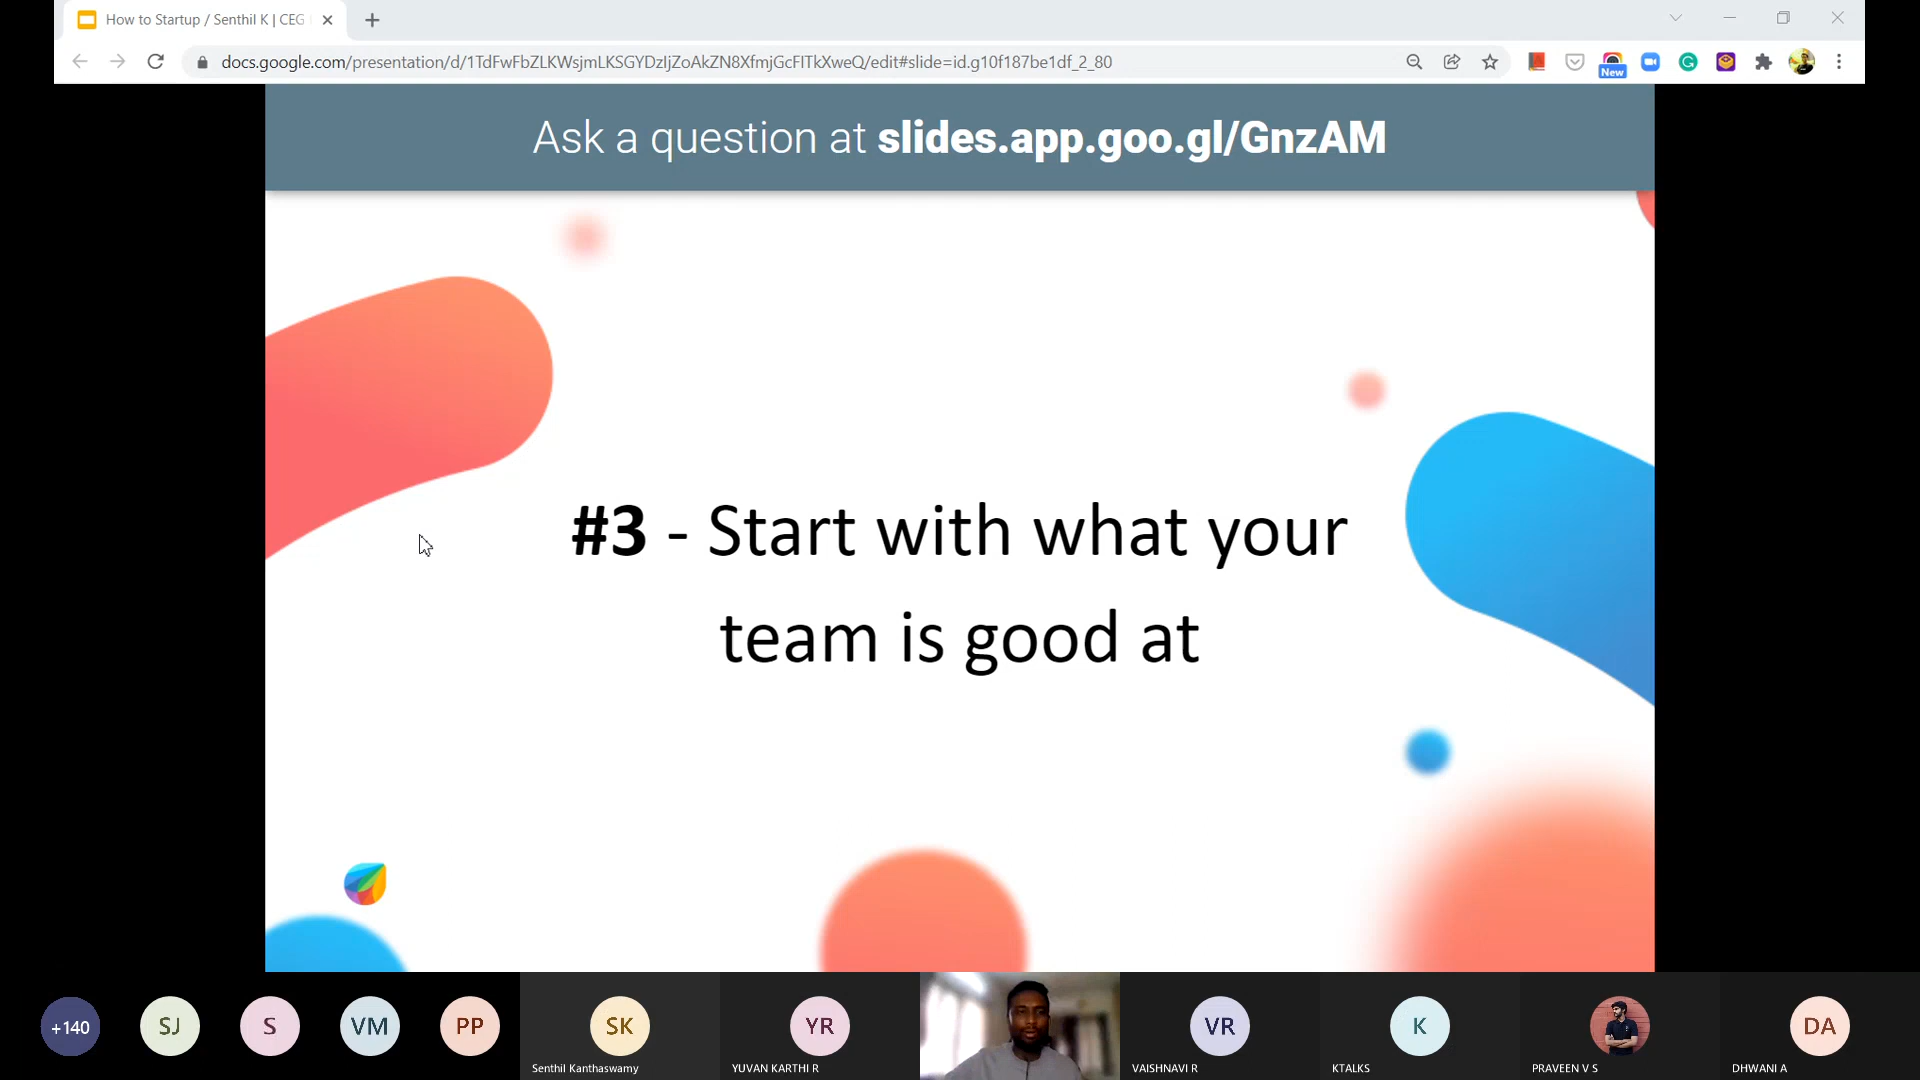 How to Startup / Senthil K | CEG
docs.google.com/presentation/d/1TdFwFbZLKWsjmLKSGYDzIjZoAkZN8XfmjGcFITkXweQ/edit#slide=id.g10f187be1df_2_80
New
Ask a question at slides.app.goo.gl/GnzAM
#3 - Start with what your
team is good at
+140
SJ
S
VM
PP
SK
Senthil Kanthaswamy
YR
YUVAN KARTHI R
VR
VAISHNAVI R
K
KTALKS
PRAVEEN V S
DA
DHWANI A